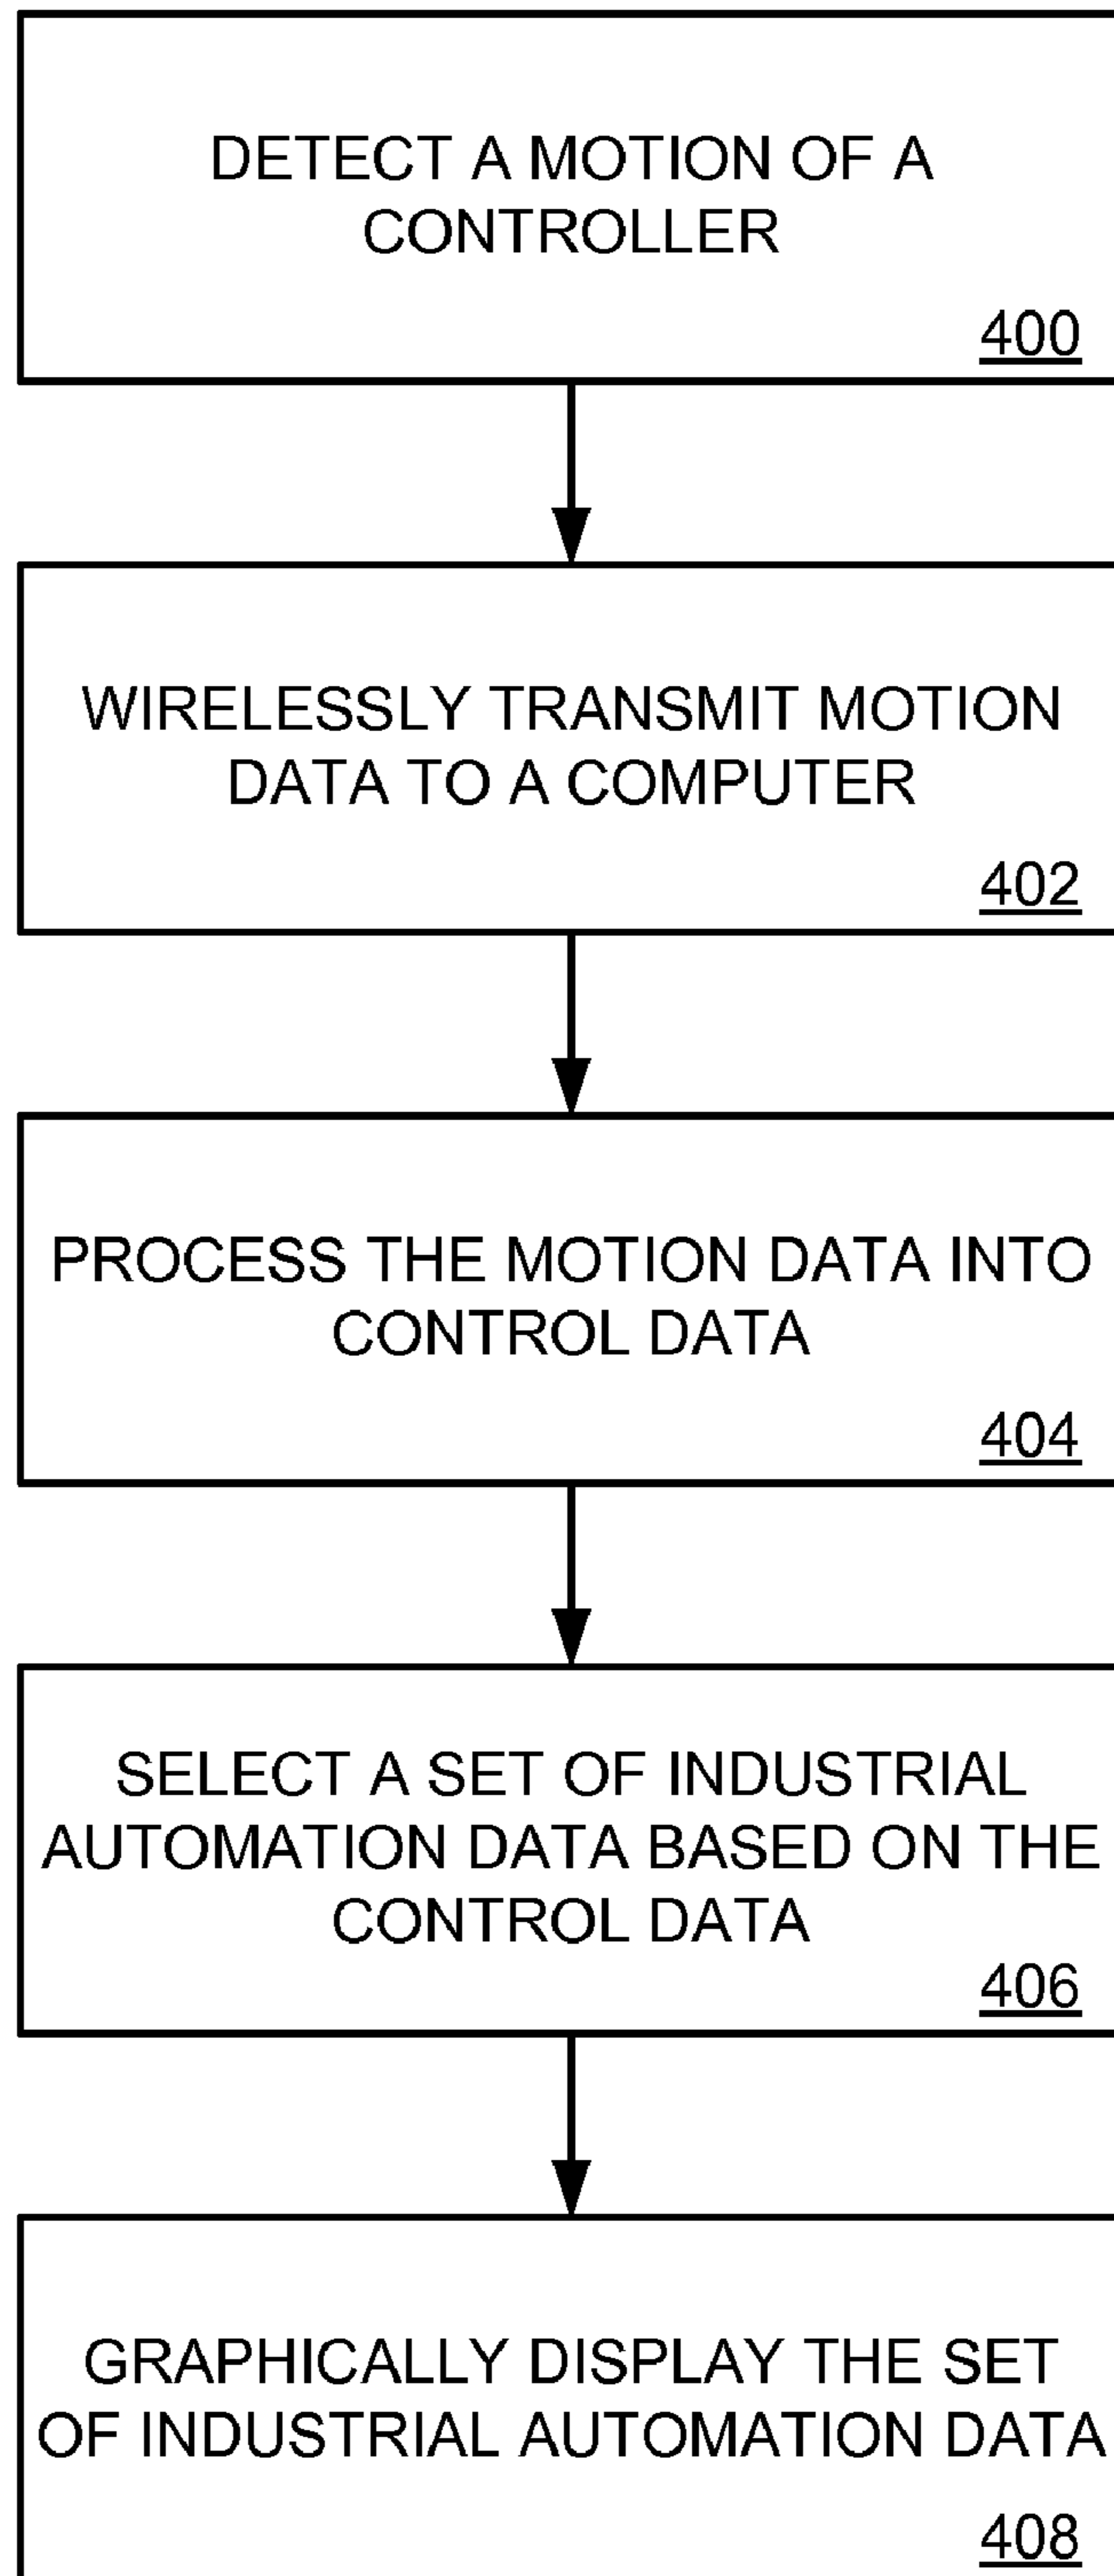 DETECT A MOTION OF A
CONTROLLER
400
WIRELESSLY TRANSMIT MOTION
DATA TO A COMPUTER
402
PROCESS THE MOTION DATA INTO
CONTROL DATA
404
SELECT A SET OF INDUSTRIAL
AUTOMATION DATA BASED ON THE
CONTROL DATA
406
GRAPHICALLY DISPLAY THE SET
OF INDUSTRIAL AUTOMATION DATA
408